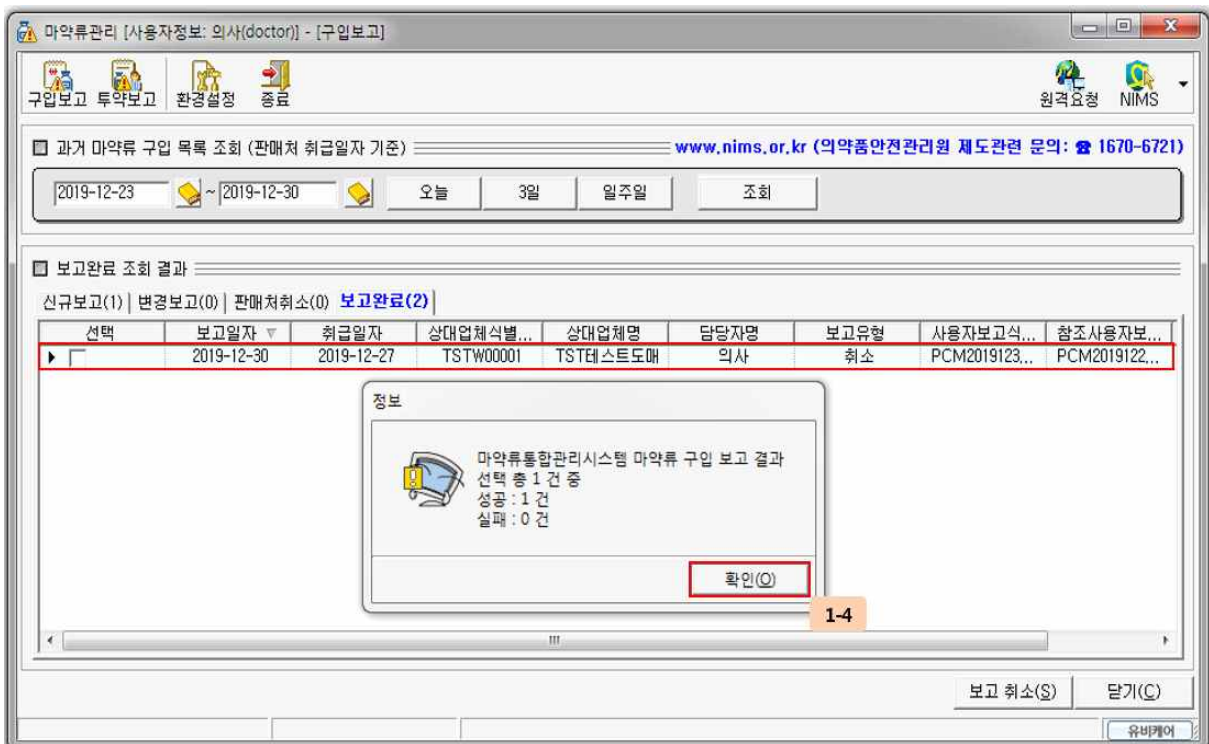 마약류관리 [사용자정보: 의사(doctor)] - [구입보고]
구입보고 투약보고 환경설정 종료 원격요청 NIMS
과거 마약류 구입 목록 조회 (판매처 취급일자 기준) www.nims.or.kr (의약품안전관리원 제도관련 문의: ☎ 1670-6721)
2019-12-23 ~ 2019-12-30 오늘 3일 일주일 조회
보고완료 조회 결과
신규보고(1) 변경보고(0) 판매처취소(0) 보고완료(2)
선택 보고일자 취급일자 상대업체식별... 상대업체명 담당자명 보고유형 사용자보고식... 참조사용자보...
2019-12-30 2019-12-27 TSTW00001 TST테스트도매 의사 취소 PCM2019123... PCM2019122...
정보
마약류통합관리시스템 마약류 구입 보고 결과
선택 총 1 건 중
성공 : 1 건
실패 : 0 건
확인(O)
1-4
보고 취소(S) 닫기(C)
유비케어